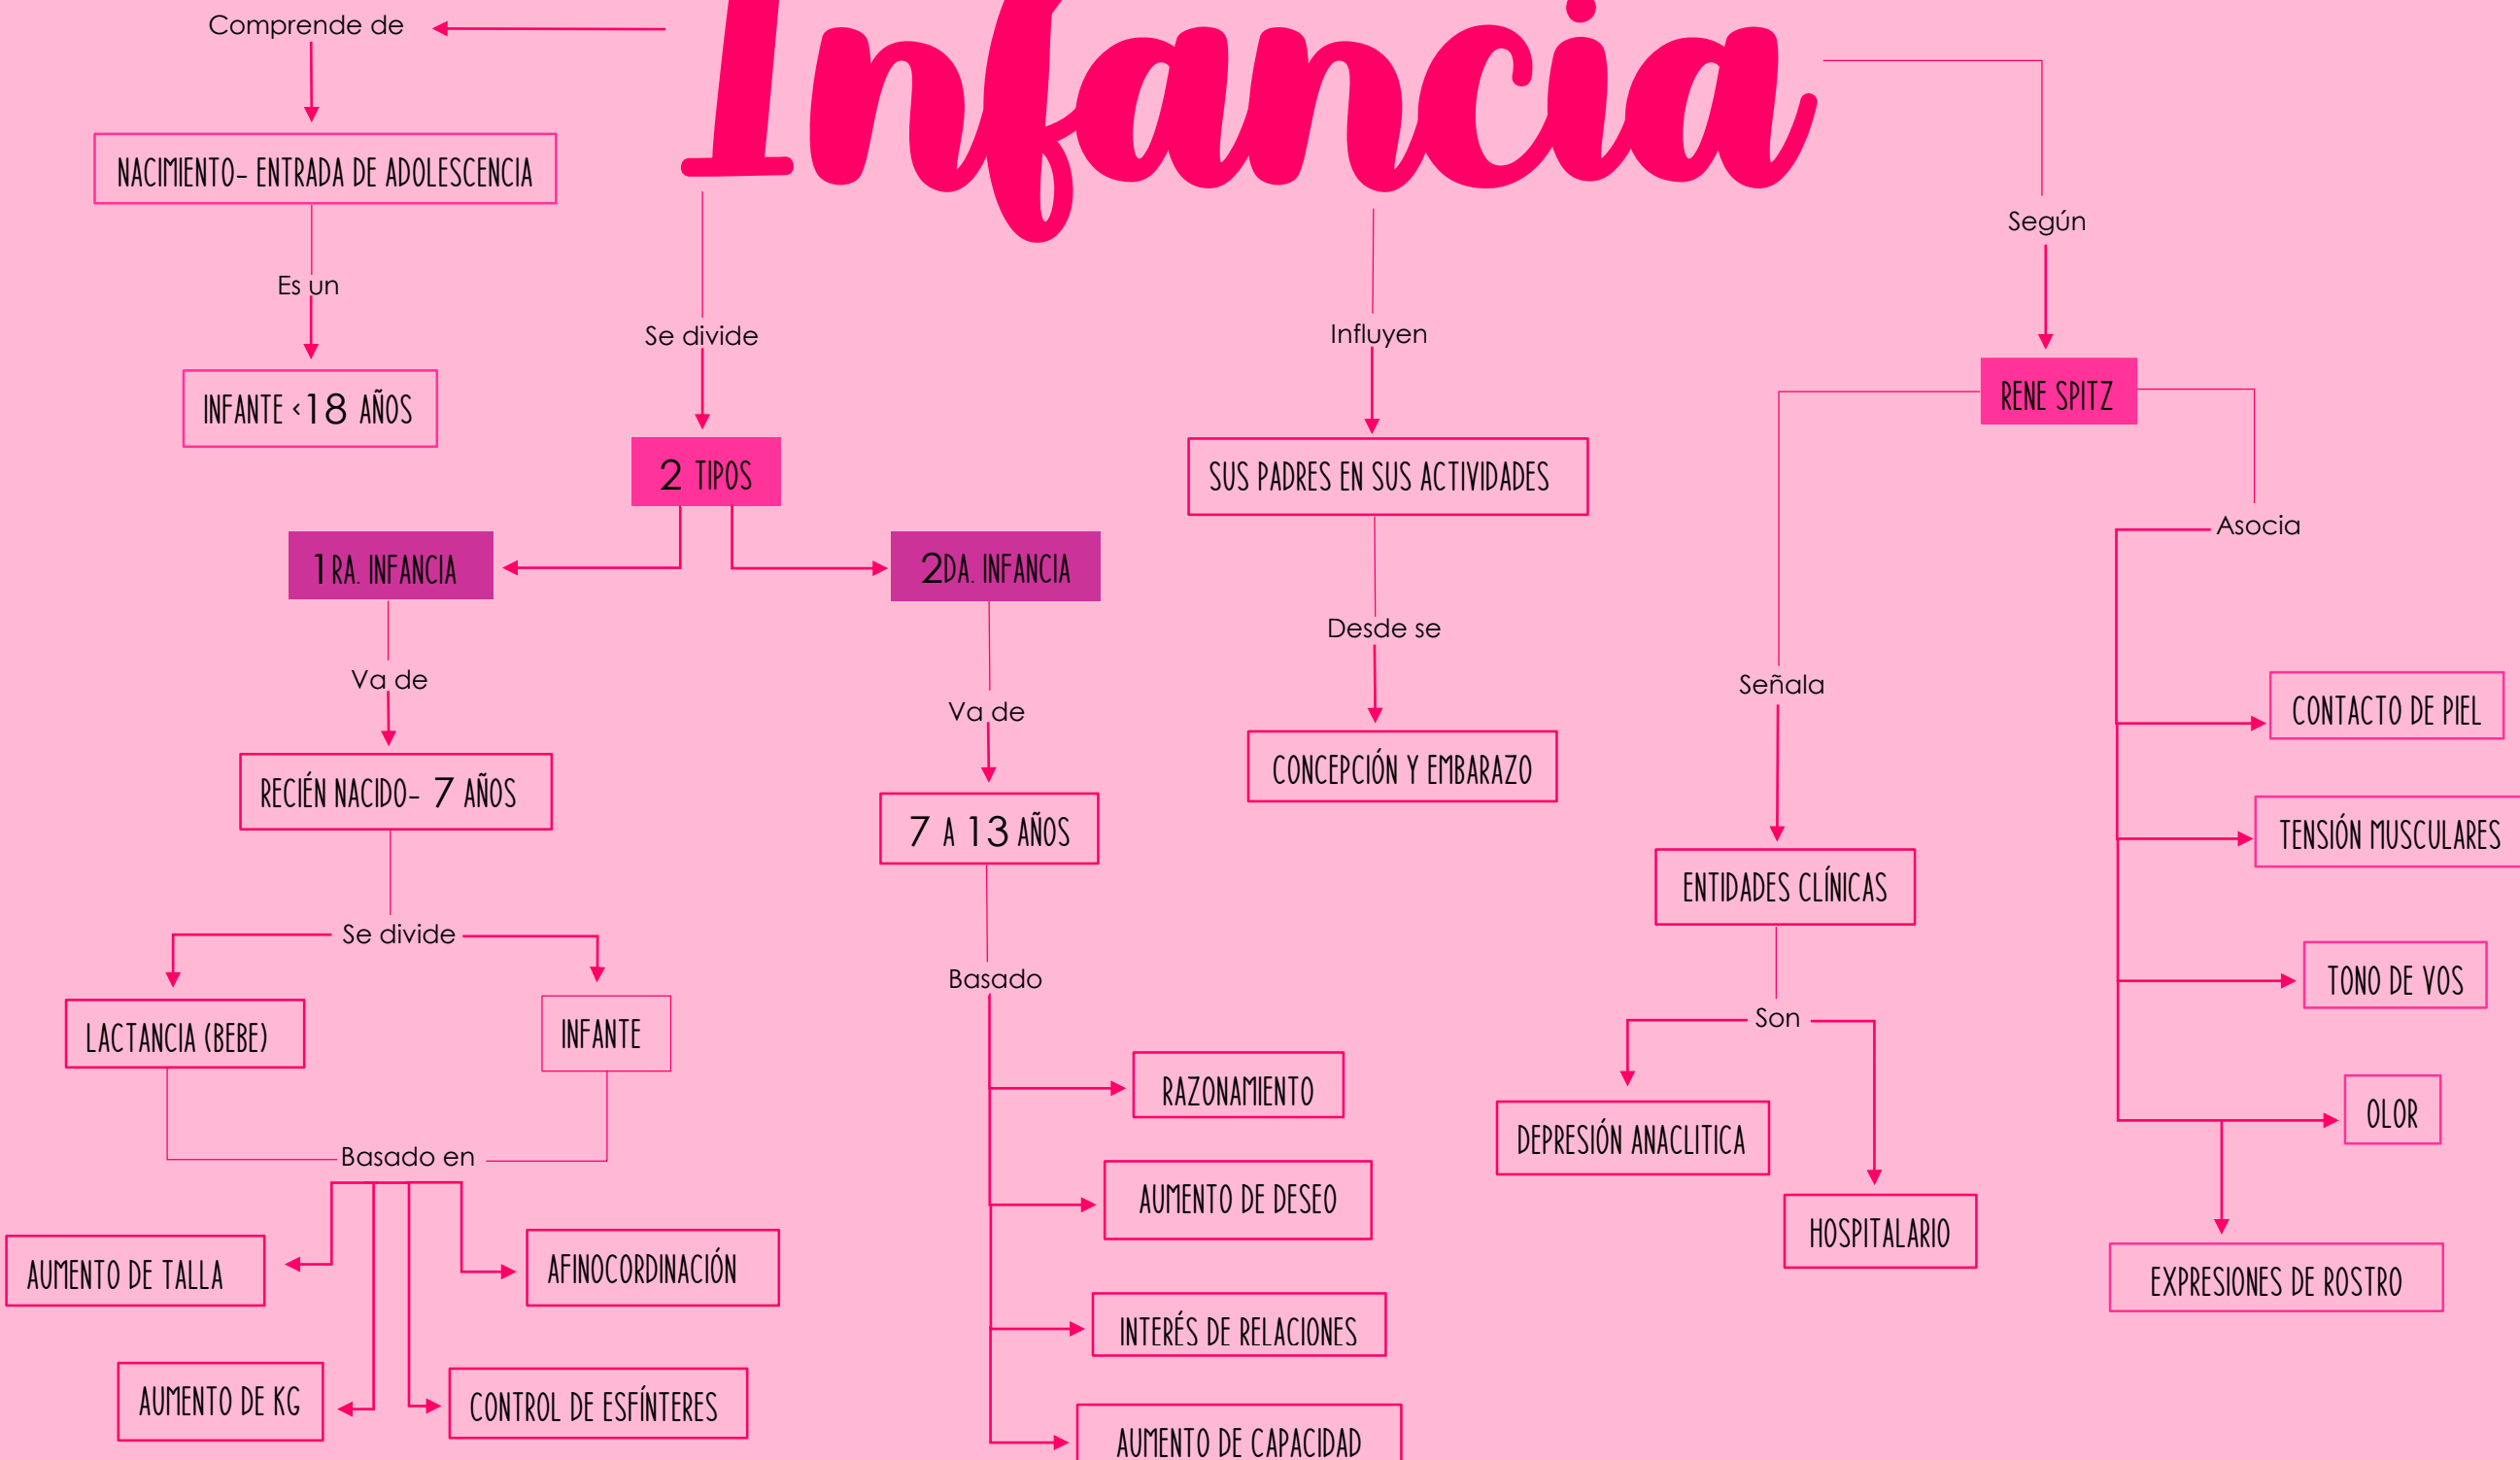 Infancia
Comprende de
NACIMIENTO- ENTRADA DE ADOLESCENCIA
Es un
INFANTE <18 AÑOS
Se divide
2 TIPOS
1RA. INFANCIA
Va de
RECIÉN NACIDO- 7 AÑOS
Se divide
LACTANCIA (BEBE)
INFANTE
Basado en
AUMENTO DE TALLA
AFINOCORDINACIÓN
AUMENTO DE KG
CONTROL DE ESFÍNTERES
2DA. INFANCIA
Va de
7 A 13 AÑOS
Basado
RAZONAMIENTO
AUMENTO DE DESEO
INTERÉS DE RELACIONES
AUMENTO DE CAPACIDAD
Influyen
SUS PADRES EN SUS ACTIVIDADES
Desde se
CONCEPCIÓN Y EMBARAZO
Según
RENE SPITZ
Señala
ENTIDADES CLÍNICAS
Son
DEPRESIÓN ANACLITICA
HOSPITALARIO
Asocia
CONTACTO DE PIEL
TENSIÓN MUSCULARES
TONO DE VOS
OLOR
EXPRESIONES DE ROSTRO